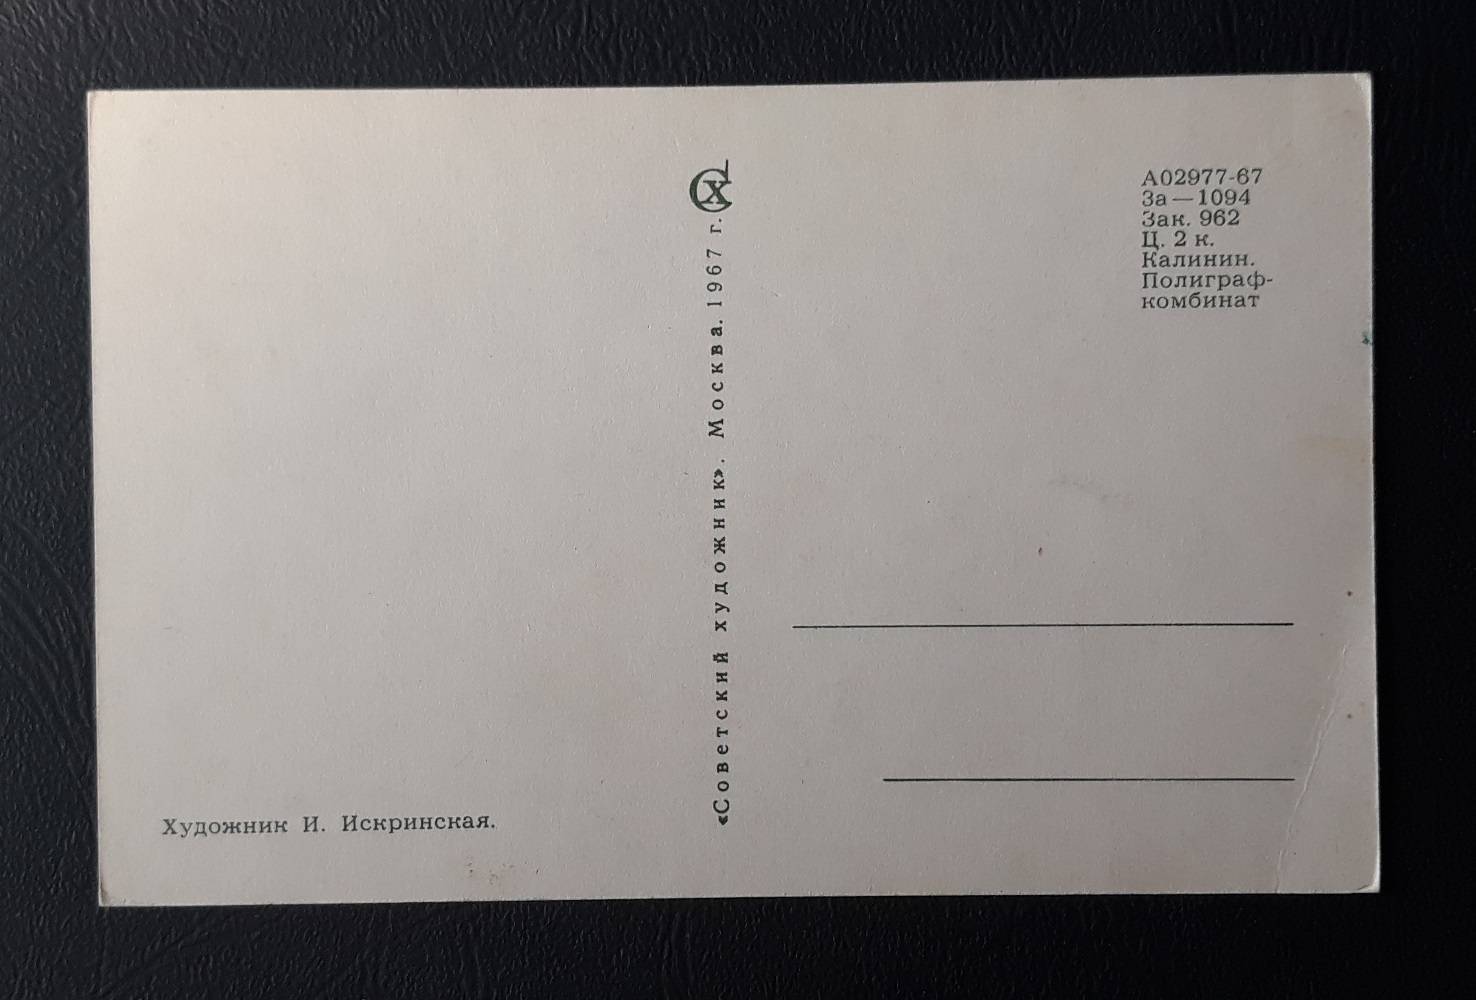 Художник И. Искринская.
«Советский художник». Москва. 1967 г.
СХ
А02977-67
За—1094
Зак. 962
Ц. 2 к.
Калинин.
Полиграф-
комбинат